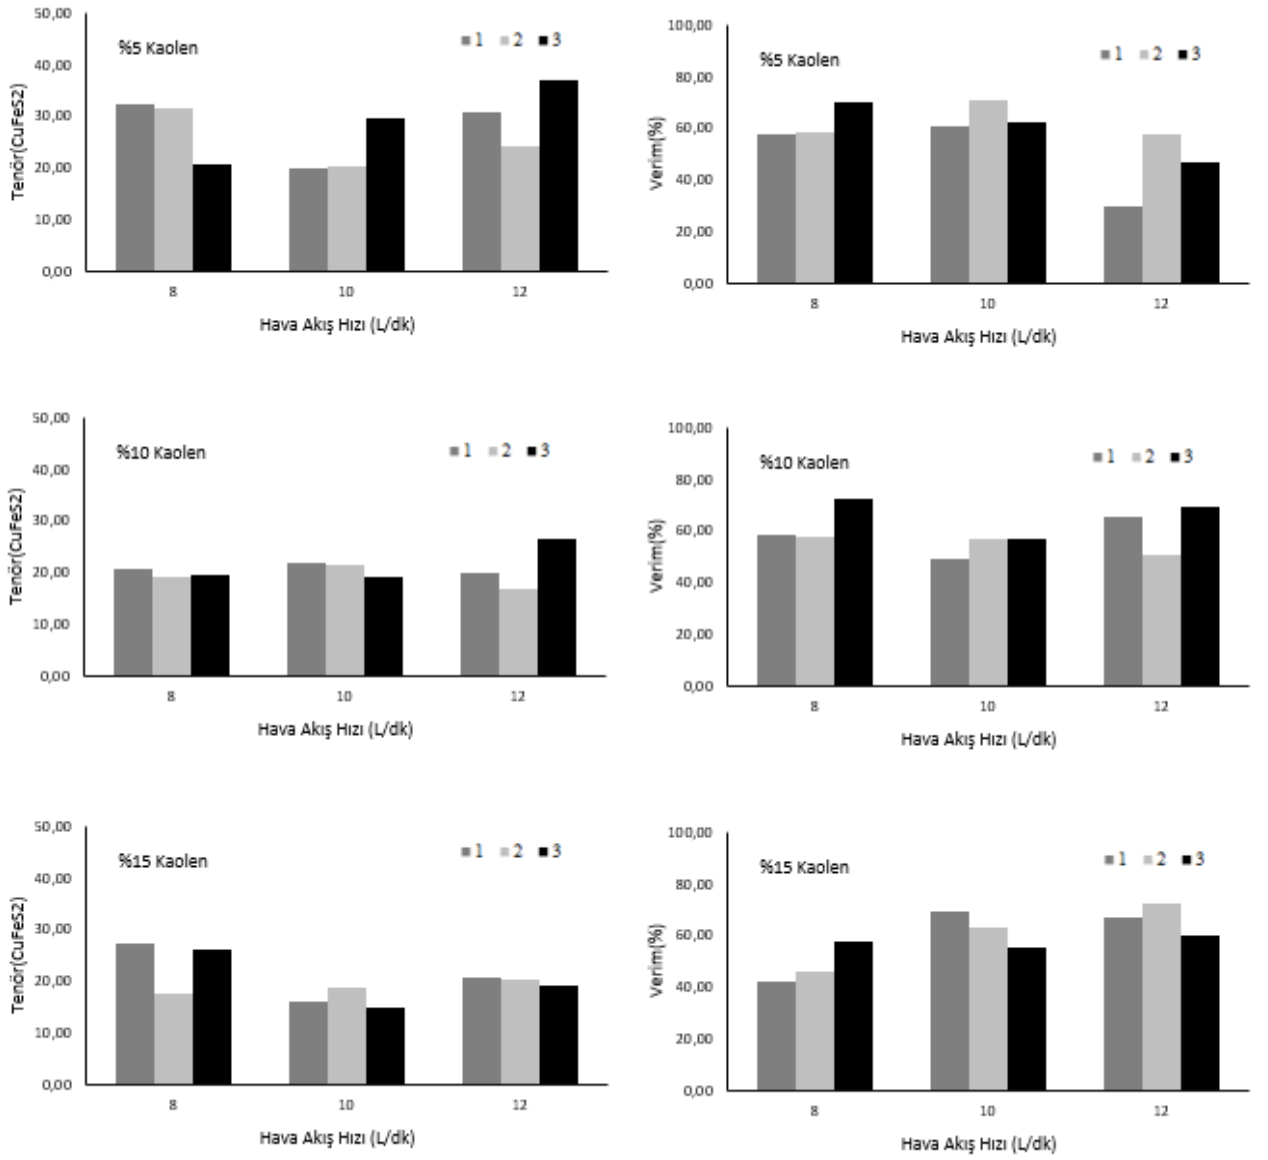 50,00
40,00
30,00
20,00
10,00
0,00
Tenör(CuFeS2)
%5 Kaolen
1 2 3
8 10 12
Hava Akış Hızı (L/dk)
100,00
80,00
60,00
40,00
20,00
0,00
Verim(%)
%5 Kaolen
1 2 3
8 10 12
Hava Akış Hızı (L/dk)
50,00
40,00
30,00
20,00
10,00
0,00
Tenör(CuFeS2)
%10 Kaolen
1 2 3
8 10 12
Hava Akış Hızı (L/dk)
100,00
80,00
60,00
40,00
20,00
0,00
Verim(%)
%10 Kaolen
1 2 3
8 10 12
Hava Akış Hızı (L/dk)
50,00
40,00
30,00
20,00
10,00
0,00
Tenör(CuFeS2)
%15 Kaolen
1 2 3
8 10 12
Hava Akış Hızı (L/dk)
100,00
80,00
60,00
40,00
20,00
0,00
Verim(%)
%15 Kaolen
1 2 3
8 10 12
Hava Akış Hızı (L/dk)